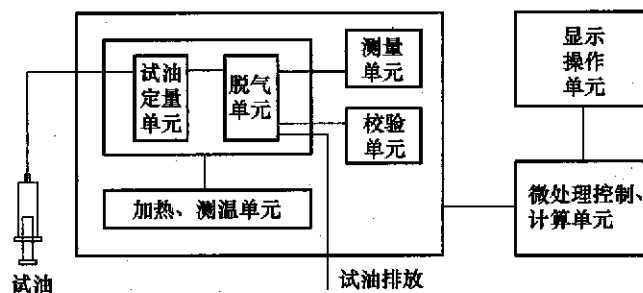 试油
定量
单元
脱气
单元
测量
单元
校验
单元
加热、测温单元
显示
操作
单元
微处理控制、
计算单元
试油
试油排放